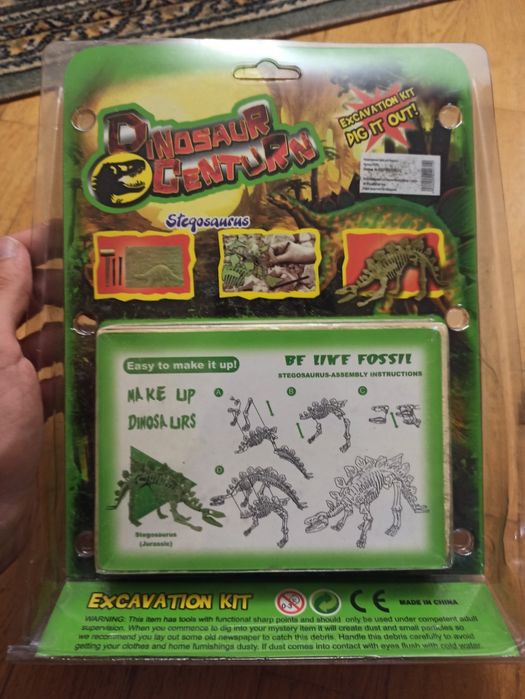 DINOSAUR
CENTURN
EXCAVATION KIT
DIG IT OUT!
Stegosaurus
Easy to make it up!
BE LIKE FOSSIL
STEGOSAURUS-ASSEMBLY INSTRUCTIONS
MAKE UP
DINOSAURS
A
B
C
D
Stegosaurus
(Jurassic)
EXCAVATION KIT
0-3
CE
MADE IN CHINA
WARNING: This item has tools with functional sharp points and should only be used under competent adult
supervision. When you commence to dig into your mystery item it will create dust and small particles so
we recommend you lay out some old newspaper to catch this debris. Handle this debris carefully to avoid
getting your clothes and home furnishings dusty. If dust comes into contact with eyes flush with cold water.